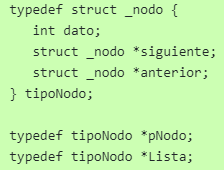 typedef struct _nodo {
   int dato;
   struct _nodo *siguiente;
   struct _nodo *anterior;
} tipoNodo;

typedef tipoNodo *pNodo;
typedef tipoNodo *Lista;